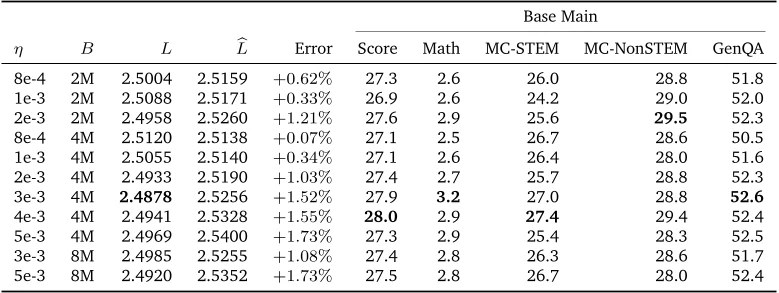 Base Main
η B L L̂ Error Score Math MC-STEM MC-NonSTEM GenQA
8e-4 2M 2.5004 2.5159 +0.62% 27.3 2.6 26.0 28.8 51.8
1e-3 2M 2.5088 2.5171 +0.33% 26.9 2.6 24.2 29.0 52.0
2e-3 2M 2.4958 2.5260 +1.21% 27.6 2.9 25.6 29.5 52.3
8e-4 4M 2.5120 2.5138 +0.07% 27.1 2.5 26.7 28.6 50.5
1e-3 4M 2.5055 2.5140 +0.34% 27.1 2.6 26.4 28.0 51.6
2e-3 4M 2.4933 2.5190 +1.03% 27.4 2.7 25.7 28.8 52.3
3e-3 4M 2.4878 2.5256 +1.52% 27.9 3.2 27.0 28.8 52.6
4e-3 4M 2.4941 2.5328 +1.55% 28.0 2.9 27.4 29.4 52.4
5e-3 4M 2.4969 2.5400 +1.73% 27.3 2.9 25.4 28.3 52.5
3e-3 8M 2.4985 2.5255 +1.08% 27.4 2.8 26.3 28.6 51.7
5e-3 8M 2.4920 2.5352 +1.73% 27.5 2.8 26.7 28.0 52.4